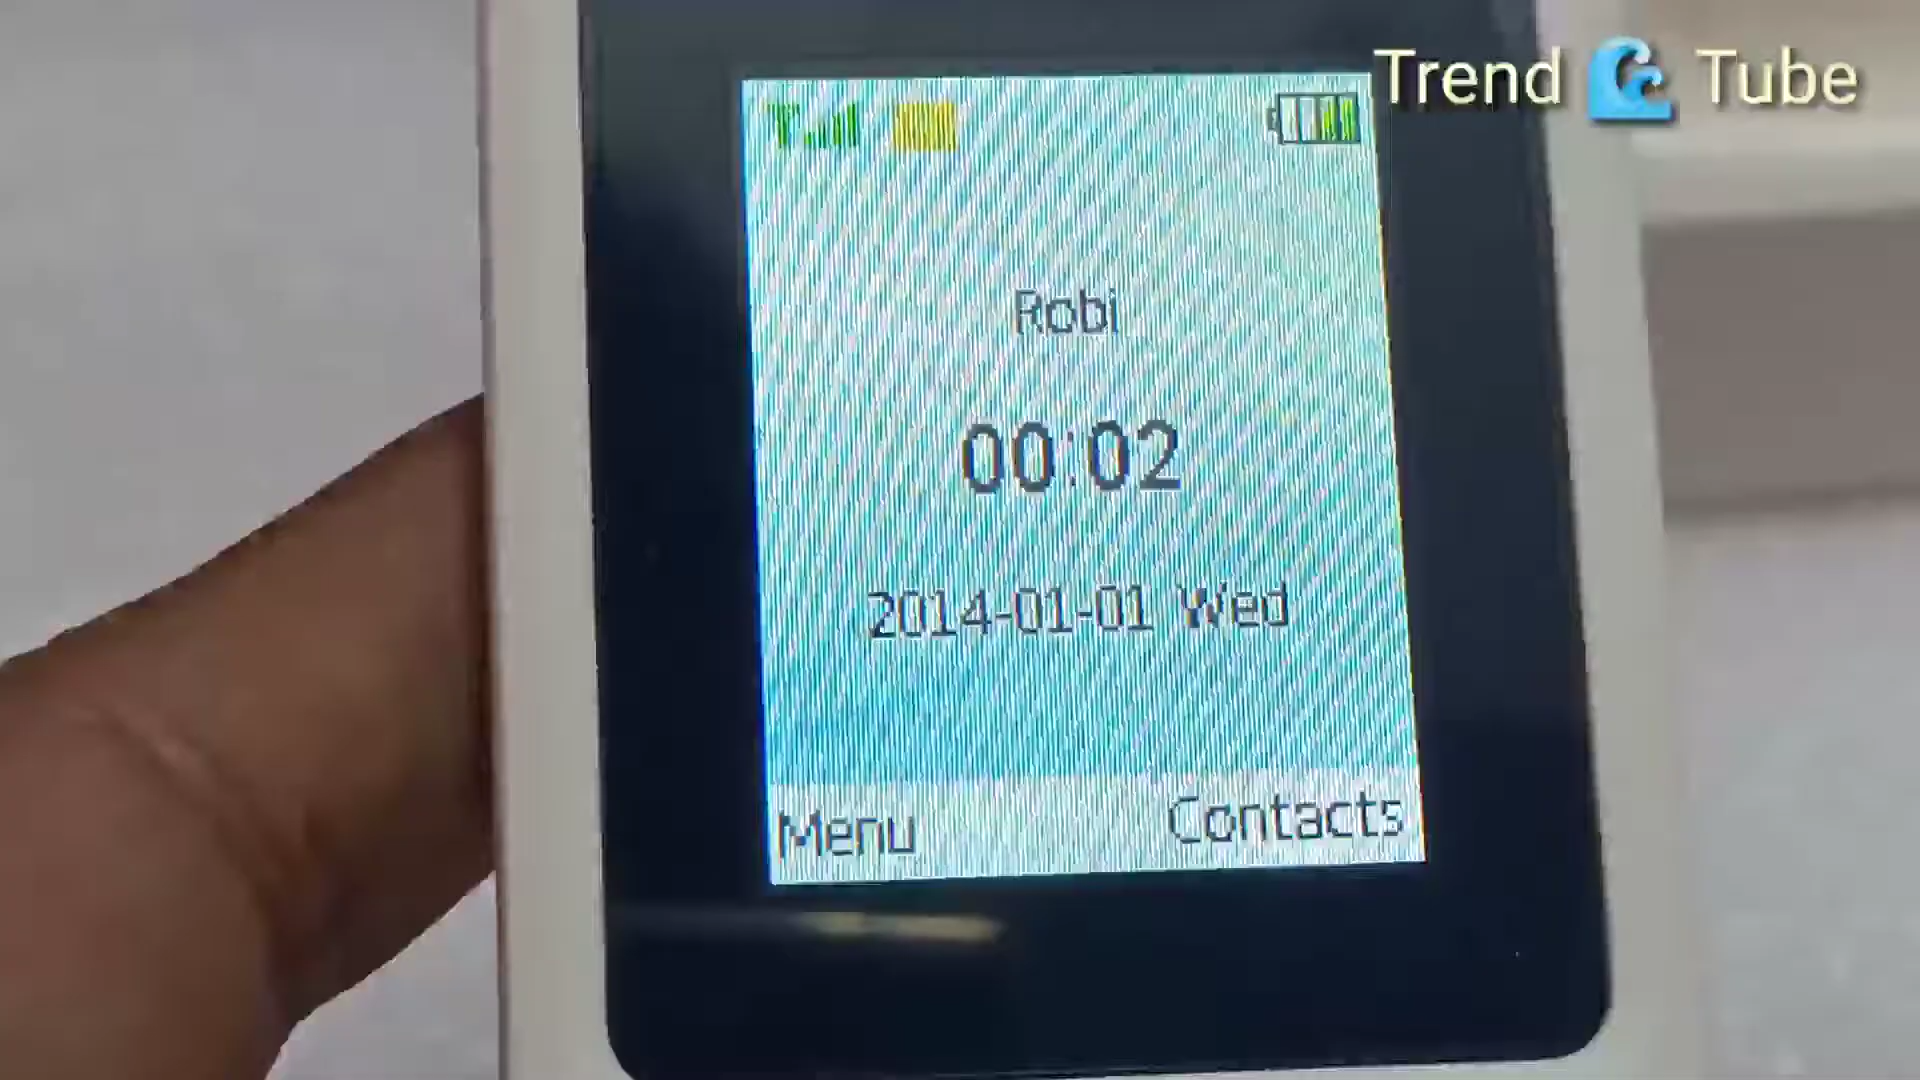 Trend 🌊 Tube
Robi
00:02
2014-01-01 Wed
Menu
Contacts